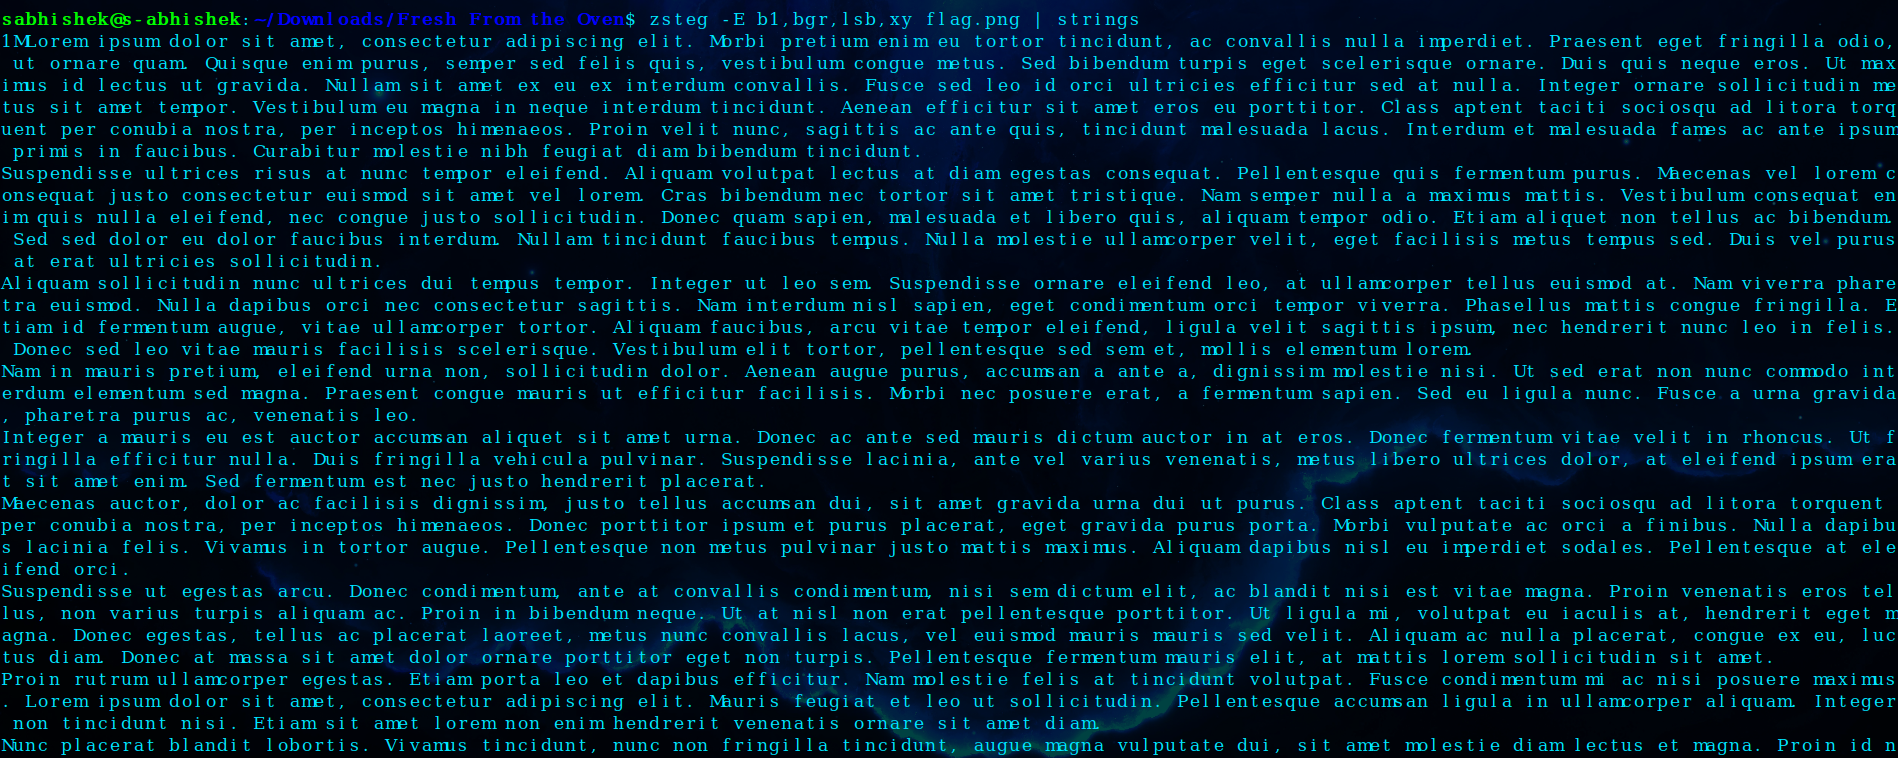 sabhishek@s-abhishek:~/Downloads/Fresh From the Oven$ zsteg -E b1,bgr,lsb,xy flag.png | strings
1MLorem ipsum dolor sit amet, consectetur adipiscing elit. Morbi pretium enim eu tortor tincidunt, ac convallis nulla imperdiet. Praesent eget fringilla odio,
 ut ornare quam. Quisque enim purus, semper sed felis quis, vestibulum congue metus. Sed bibendum turpis eget scelerisque ornare. Duis quis neque eros. Ut max
imus id lectus ut gravida. Nullam sit amet ex eu ex interdum convallis. Fusce sed leo id orci ultricies efficitur sed at nulla. Integer ornare sollicitudin me
tus sit amet tempor. Vestibulum eu magna in neque interdum tincidunt. Aenean efficitur sit amet eros eu porttitor. Class aptent taciti sociosqu ad litora torq
uent per conubia nostra, per inceptos himenaeos. Proin velit nunc, sagittis ac ante quis, tincidunt malesuada lacus. Interdum et malesuada fames ac ante ipsum
 primis in faucibus. Curabitur molestie nibh feugiat diam bibendum tincidunt.
Suspendisse ultrices risus at nunc tempor eleifend. Aliquam volutpat lectus at diam egestas consequat. Pellentesque quis fermentum purus. Maecenas vel lorem c
onsequat justo consectetur euismod sit amet vel lorem. Cras bibendum nec tortor sit amet tristique. Nam semper nulla a maximus mattis. Vestibulum consequat en
im quis nulla eleifend, nec congue justo sollicitudin. Donec quam sapien, malesuada et libero quis, aliquam tempor odio. Etiam aliquet non tellus ac bibendum.
 Sed sed dolor eu dolor faucibus interdum. Nullam tincidunt faucibus tempus. Nulla molestie ullamcorper velit, eget facilisis metus tempus sed. Duis vel purus
 at erat ultricies sollicitudin.
Aliquam sollicitudin nunc ultrices dui tempus tempor. Integer ut leo sem. Suspendisse ornare eleifend leo, at ullamcorper tellus euismod at. Nam viverra phare
tra euismod. Nulla dapibus orci nec consectetur sagittis. Nam interdum nisl sapien, eget condimentum orci tempor viverra. Phasellus mattis congue fringilla. E
tiam id fermentum augue, vitae ullamcorper tortor. Aliquam faucibus, arcu vitae tempor eleifend, ligula velit sagittis ipsum, nec hendrerit nunc leo in felis.
 Donec sed leo vitae mauris facilisis scelerisque. Vestibulum elit tortor, pellentesque sed sem et, mollis elementum lorem.
Nam in mauris pretium, eleifend urna non, sollicitudin dolor. Aenean augue purus, accumsan a ante a, dignissim molestie nisi. Ut sed erat non nunc commodo int
erdum elementum sed magna. Praesent congue mauris ut efficitur facilisis. Morbi nec posuere erat, a fermentum sapien. Sed eu ligula nunc. Fusce a urna gravida
, pharetra purus ac, venenatis leo.
Integer a mauris eu est auctor accumsan aliquet sit amet urna. Donec ac ante sed mauris dictum auctor in at eros. Donec fermentum vitae velit in rhoncus. Ut f
ringilla efficitur nulla. Duis fringilla vehicula pulvinar. Suspendisse lacinia, ante vel varius venenatis, metus libero ultrices dolor, at eleifend ipsum era
t sit amet enim. Sed fermentum est nec justo hendrerit placerat.
Maecenas auctor, dolor ac facilisis dignissim, justo tellus accumsan dui, sit amet gravida urna dui ut purus. Class aptent taciti sociosqu ad litora torquent
per conubia nostra, per inceptos himenaeos. Donec porttitor ipsum et purus placerat, eget gravida purus porta. Morbi vulputate ac orci a finibus. Nulla dapibu
s lacinia felis. Vivamus in tortor augue. Pellentesque non metus pulvinar justo mattis maximus. Aliquam dapibus nisl eu imperdiet sodales. Pellentesque at ele
ifend orci.
Suspendisse ut egestas arcu. Donec condimentum, ante at convallis condimentum, nisi sem dictum elit, ac blandit nisi est vitae magna. Proin venenatis eros tel
lus, non varius turpis aliquam ac. Proin in bibendum neque. Ut at nisl non erat pellentesque porttitor. Ut ligula mi, volutpat eu iaculis at, hendrerit eget m
agna. Donec egestas, tellus ac placerat laoreet, metus nunc convallis lacus, vel euismod mauris mauris sed velit. Aliquam ac nulla placerat, congue ex eu, luc
tus diam. Donec at massa sit amet dolor ornare porttitor eget non turpis. Pellentesque fermentum mauris elit, at mattis lorem sollicitudin sit amet.
Proin rutrum ullamcorper egestas. Etiam porta leo et dapibus efficitur. Nam molestie felis at tincidunt volutpat. Fusce condimentum mi ac nisi posuere maximus
. Lorem ipsum dolor sit amet, consectetur adipiscing elit. Mauris feugiat et leo ut sollicitudin. Pellentesque accumsan ligula in ullamcorper aliquam. Integer
 non tincidunt nisi. Etiam sit amet lorem non enim hendrerit venenatis ornare sit amet diam.
Nunc placerat blandit lobortis. Vivamus tincidunt, nunc non fringilla tincidunt, augue magna vulputate dui, sit amet molestie diam lectus et magna. Proin id n